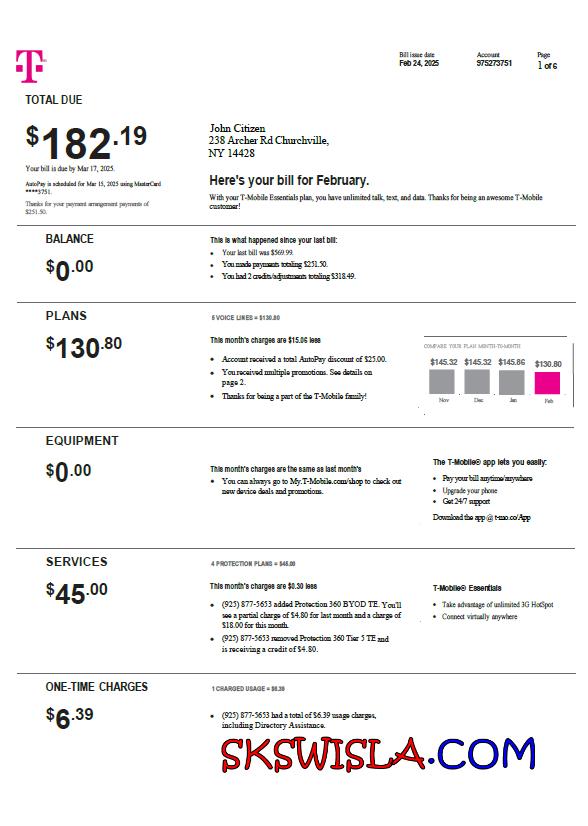 T
Bill issue date Account Page
Feb 24, 2025 975273751 1 of 6
TOTAL DUE
$182.19
Your bill is due by Mar 17, 2025.
AutoPay is scheduled for Mar 15, 2025 using MasterCard
****3751.
Thanks for your payment arrangement payments of
$251.50.
John Citizen
238 Archer Rd Churchville,
NY 14428
Here's your bill for February.
With your T-Mobile Essentials plan, you have unlimited talk, text, and data. Thanks for being an awesome T-Mobile
customer!
BALANCE
$0.00
This is what happened since your last bill:
• Your last bill was $569.99.
• You made payments totaling $251.50.
• You had 2 credits/adjustments totaling $318.49.
PLANS
$130.80
5 VOICE LINES = $130.80
This month's charges are $15.06 less
• Account received a total AutoPay discount of $25.00.
• You received multiple promotions. See details on
page 2.
• Thanks for being a part of the T-Mobile family!
COMPARE YOUR PLAN MONTH-TO-MONTH
$145.32 $145.32 $145.86 $130.80
Nov Dec Jan Feb
EQUIPMENT
$0.00
This month's charges are the same as last month's
• You can always go to My.T-Mobile.com/shop to check out
new device deals and promotions.
The T-Mobile® app lets you easily:
• Pay your bill anytime/anywhere
• Upgrade your phone
• Get 24/7 support
Download the app @ t-mo.co/App
SERVICES
$45.00
4 PROTECTION PLANS = $45.00
This month's charges are $0.30 less
• (925) 877-5653 added Protection 360 BYOD TE. You'll
see a partial charge of $4.80 for last month and a charge of
$18.00 for this month.
• (925) 877-5653 removed Protection 360 Tier 5 TE and
is receiving a credit of $4.80.
T-Mobile® Essentials
• Take advantage of unlimited 3G HotSpot
• Connect virtually anywhere
ONE-TIME CHARGES
$6.39
1 CHARGED USAGE = $6.39
• (925) 877-5653 had a total of $6.39 usage charges,
including Directory Assistance.
SKSWISLA.COM